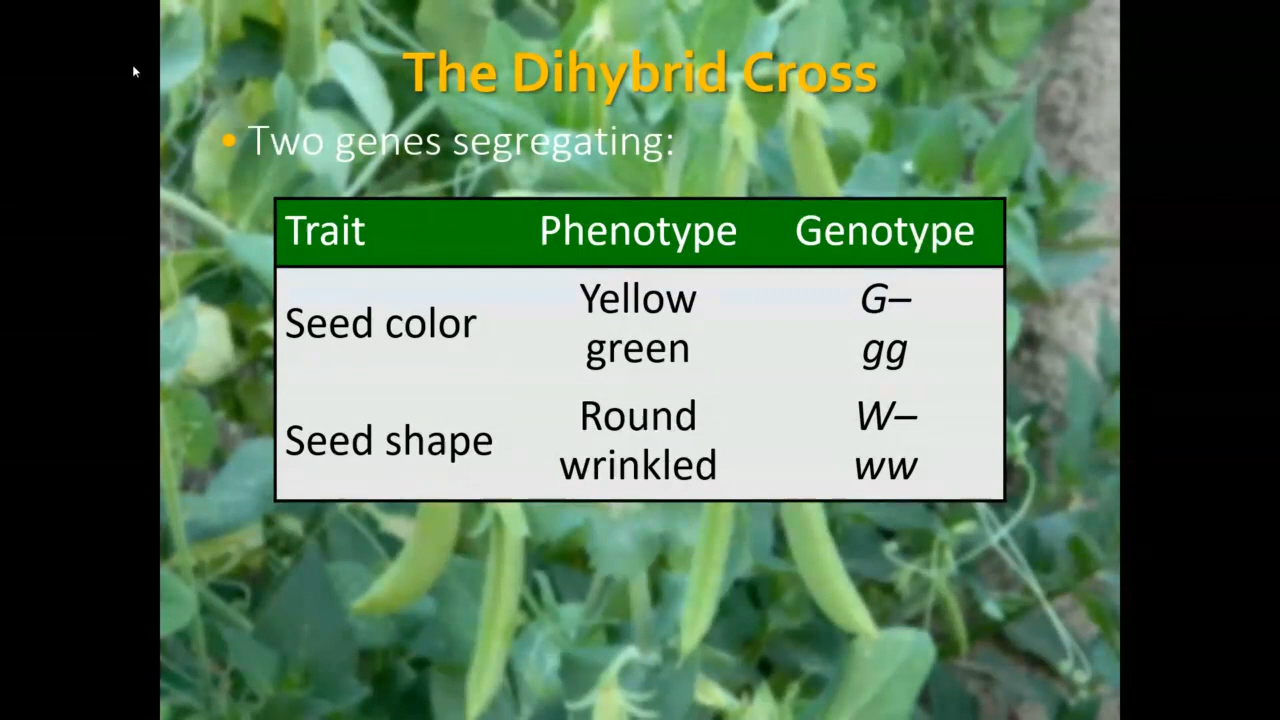 The Dihybrid Cross
• Two genes segregating:
Trait Phenotype Genotype
Seed color
Yellow G–
green gg
Seed shape
Round W–
wrinkled ww